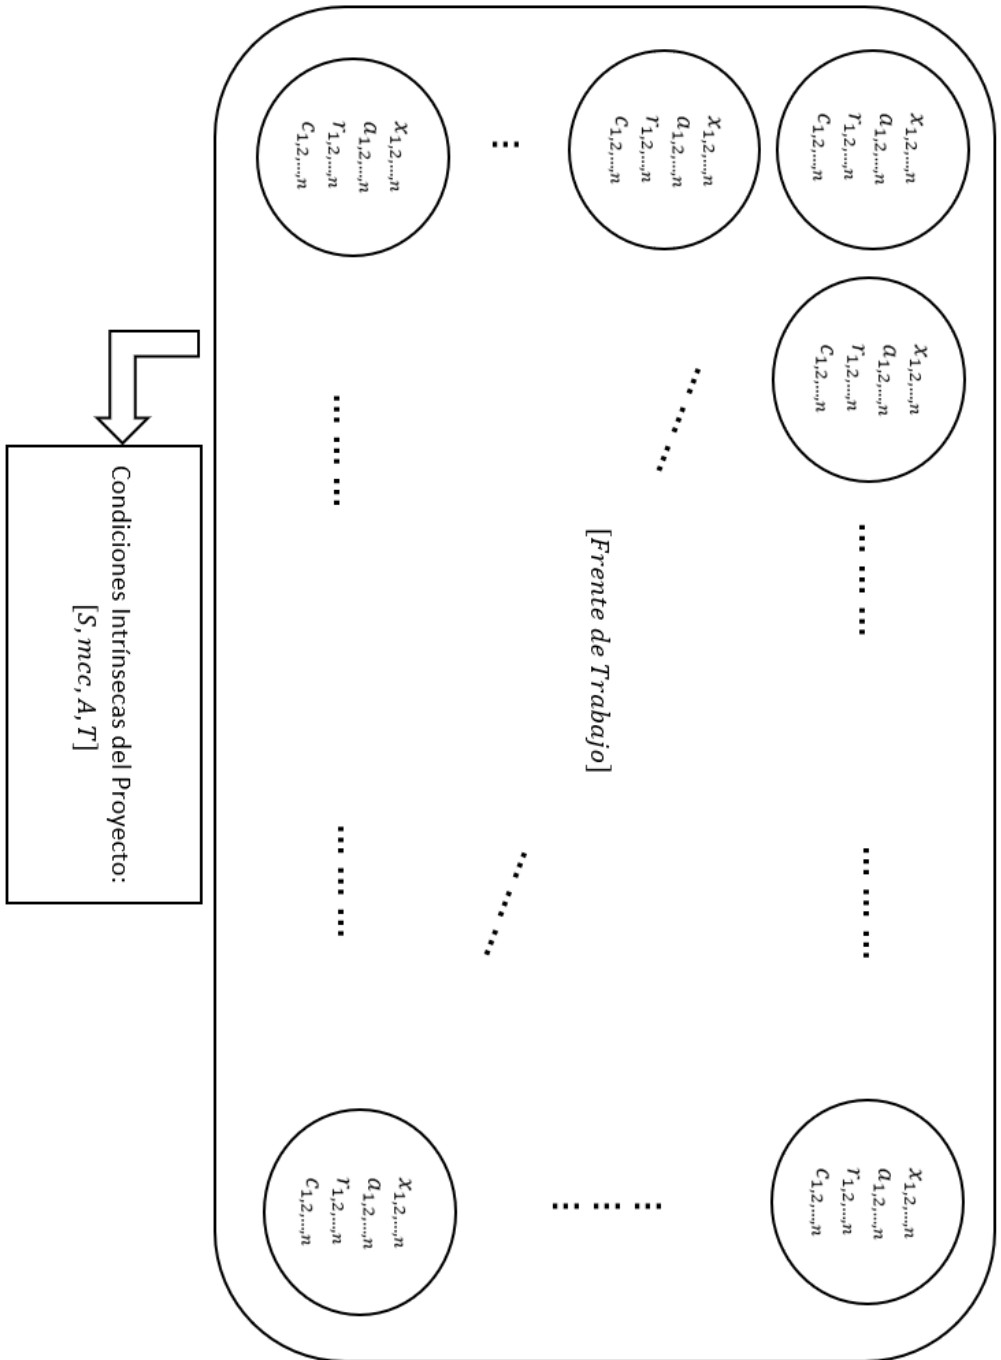 x₁,₂,...,ₙ
a₁,₂,...,ₙ
r₁,₂,...,ₙ
c₁,₂,...,ₙ
x₁,₂,...,ₙ
a₁,₂,...,ₙ
r₁,₂,...,ₙ
c₁,₂,...,ₙ
x₁,₂,...,ₙ
a₁,₂,...,ₙ
r₁,₂,...,ₙ
c₁,₂,...,ₙ
x₁,₂,...,ₙ
a₁,₂,...,ₙ
r₁,₂,...,ₙ
c₁,₂,...,ₙ
[Frente de Trabajo]
x₁,₂,...,ₙ
a₁,₂,...,ₙ
r₁,₂,...,ₙ
c₁,₂,...,ₙ
x₁,₂,...,ₙ
a₁,₂,...,ₙ
r₁,₂,...,ₙ
c₁,₂,...,ₙ
Condiciones Intrínsecas del Proyecto:
[S, mcc, A, T]